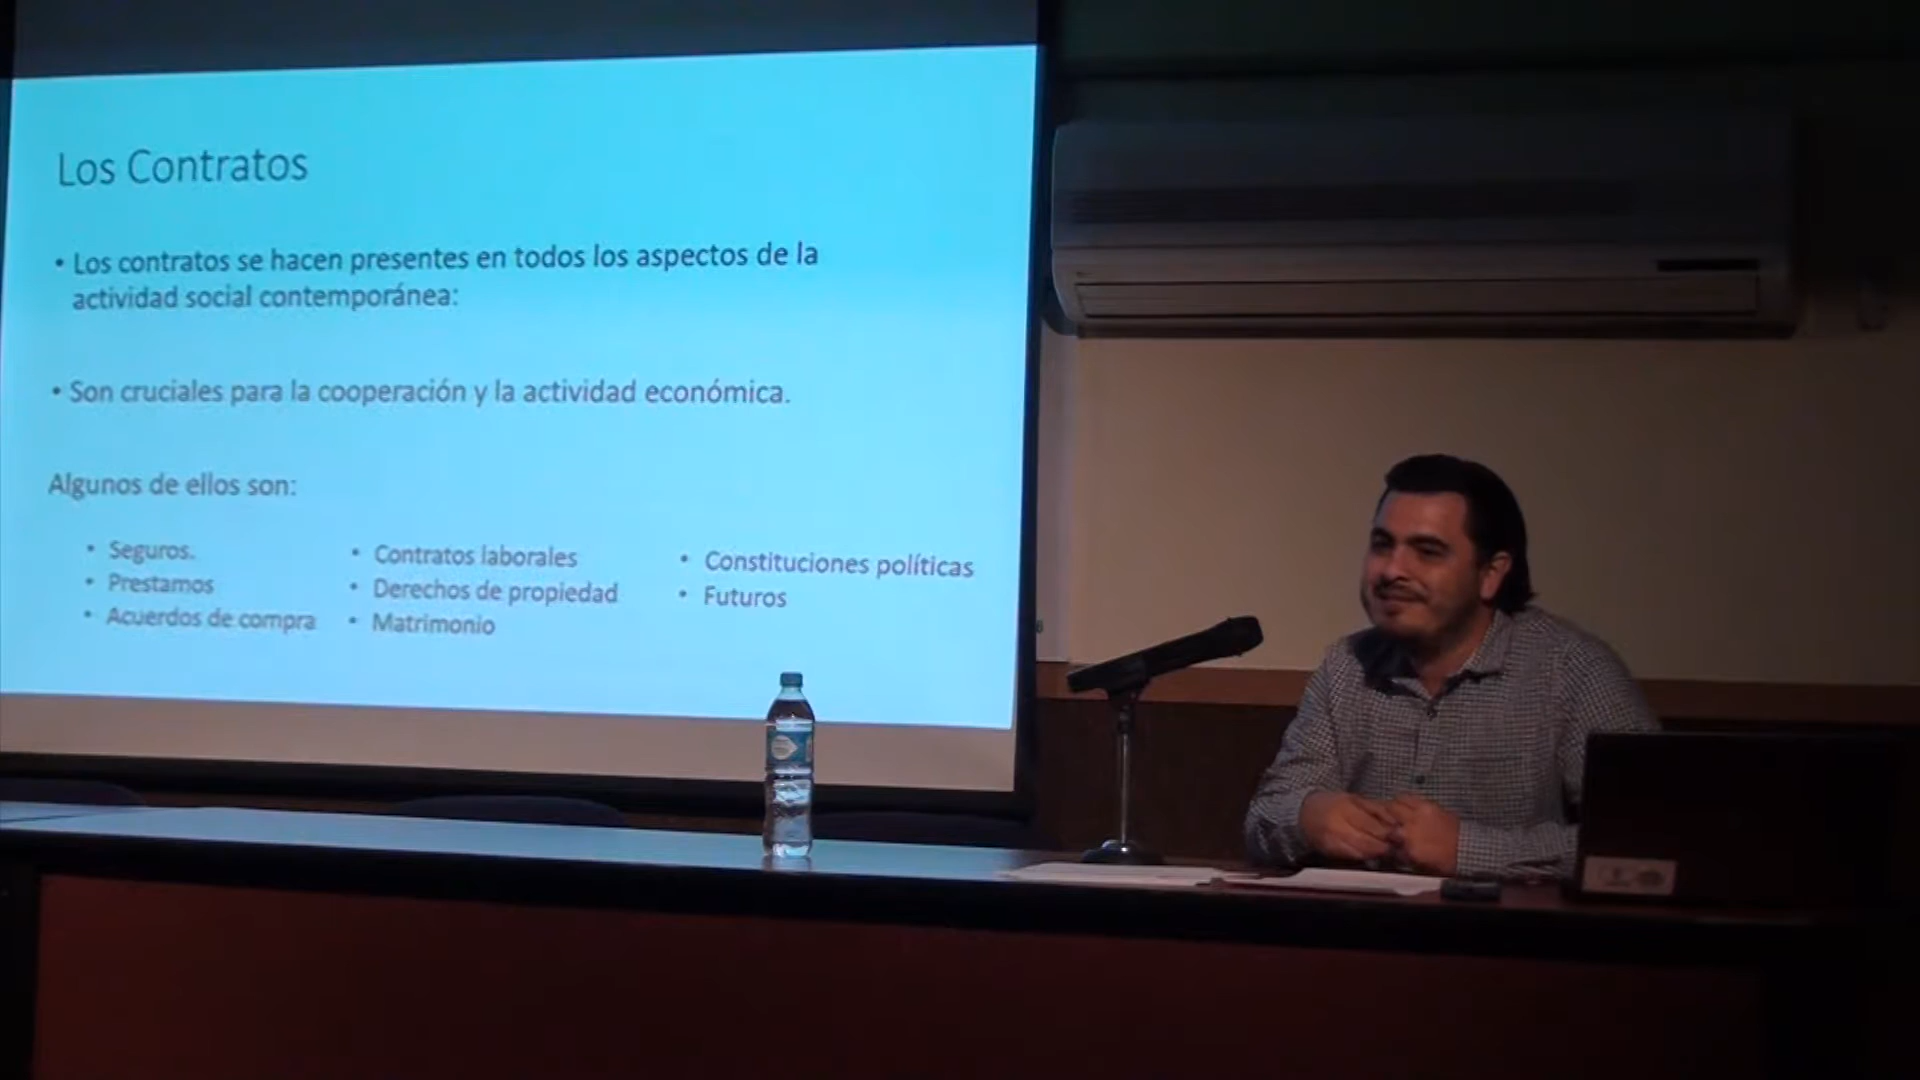 Los Contratos
• Los contratos se hacen presentes en todos los aspectos de la
actividad social contemporánea:
• Son cruciales para la cooperación y la actividad económica.
Algunos de ellos son:
• Seguros.
• Prestamos
• Acuerdos de compra
• Contratos laborales
• Derechos de propiedad
• Matrimonio
• Constituciones políticas
• Futuros